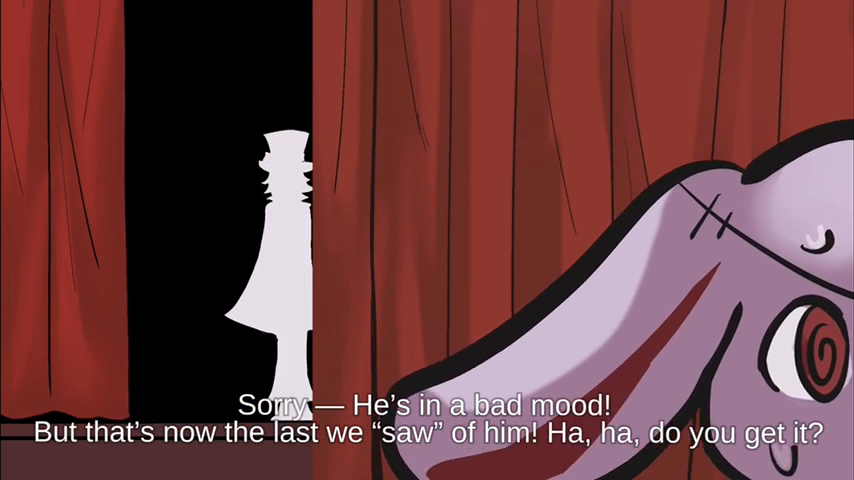 Sorry — He’s in a bad mood!
But that’s now the last we “saw” of him! Ha, ha, do you get it?